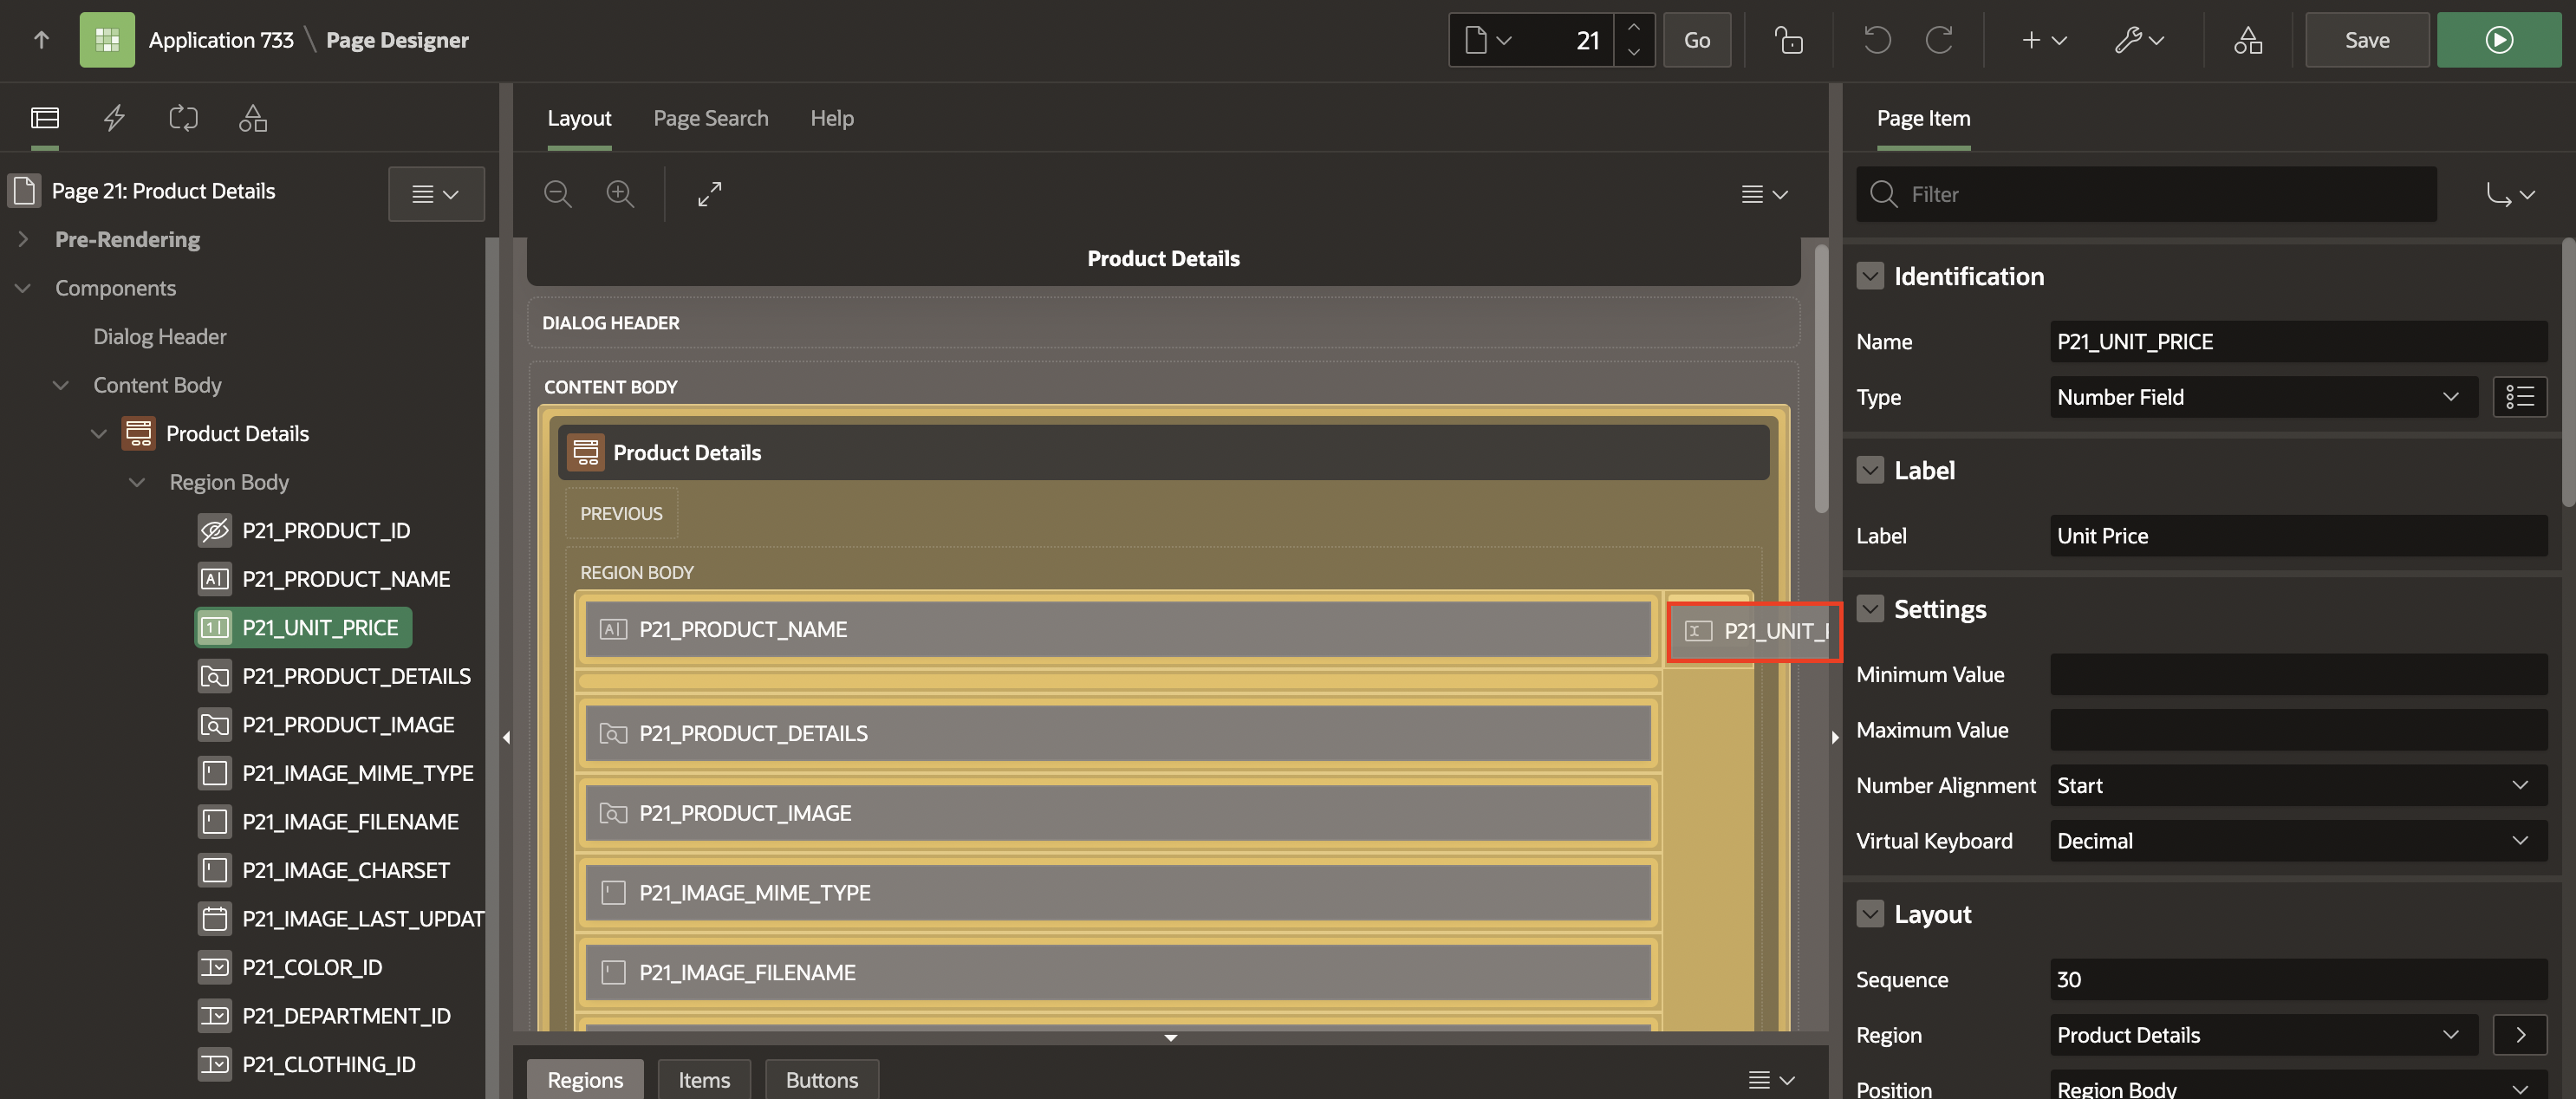 Application 733 \ Page Designer
21
Go
Save
Page 21: Product Details
Pre-Rendering
Components
Dialog Header
Content Body
Product Details
Region Body
P21_PRODUCT_ID
P21_PRODUCT_NAME
P21_UNIT_PRICE
P21_PRODUCT_DETAILS
P21_PRODUCT_IMAGE
P21_IMAGE_MIME_TYPE
P21_IMAGE_FILENAME
P21_IMAGE_CHARSET
P21_IMAGE_LAST_UPDAT
P21_COLOR_ID
P21_DEPARTMENT_ID
P21_CLOTHING_ID
Layout
Page Search
Help
Product Details
DIALOG HEADER
CONTENT BODY
Product Details
PREVIOUS
REGION BODY
P21_PRODUCT_NAME
P21_UNIT_P
P21_PRODUCT_DETAILS
P21_PRODUCT_IMAGE
P21_IMAGE_MIME_TYPE
P21_IMAGE_FILENAME
Regions
Items
Buttons
Page Item
Filter
Identification
Name P21_UNIT_PRICE
Type Number Field
Label
Label Unit Price
Settings
Minimum Value
Maximum Value
Number Alignment Start
Virtual Keyboard Decimal
Layout
Sequence 30
Region Product Details
Position Region Body